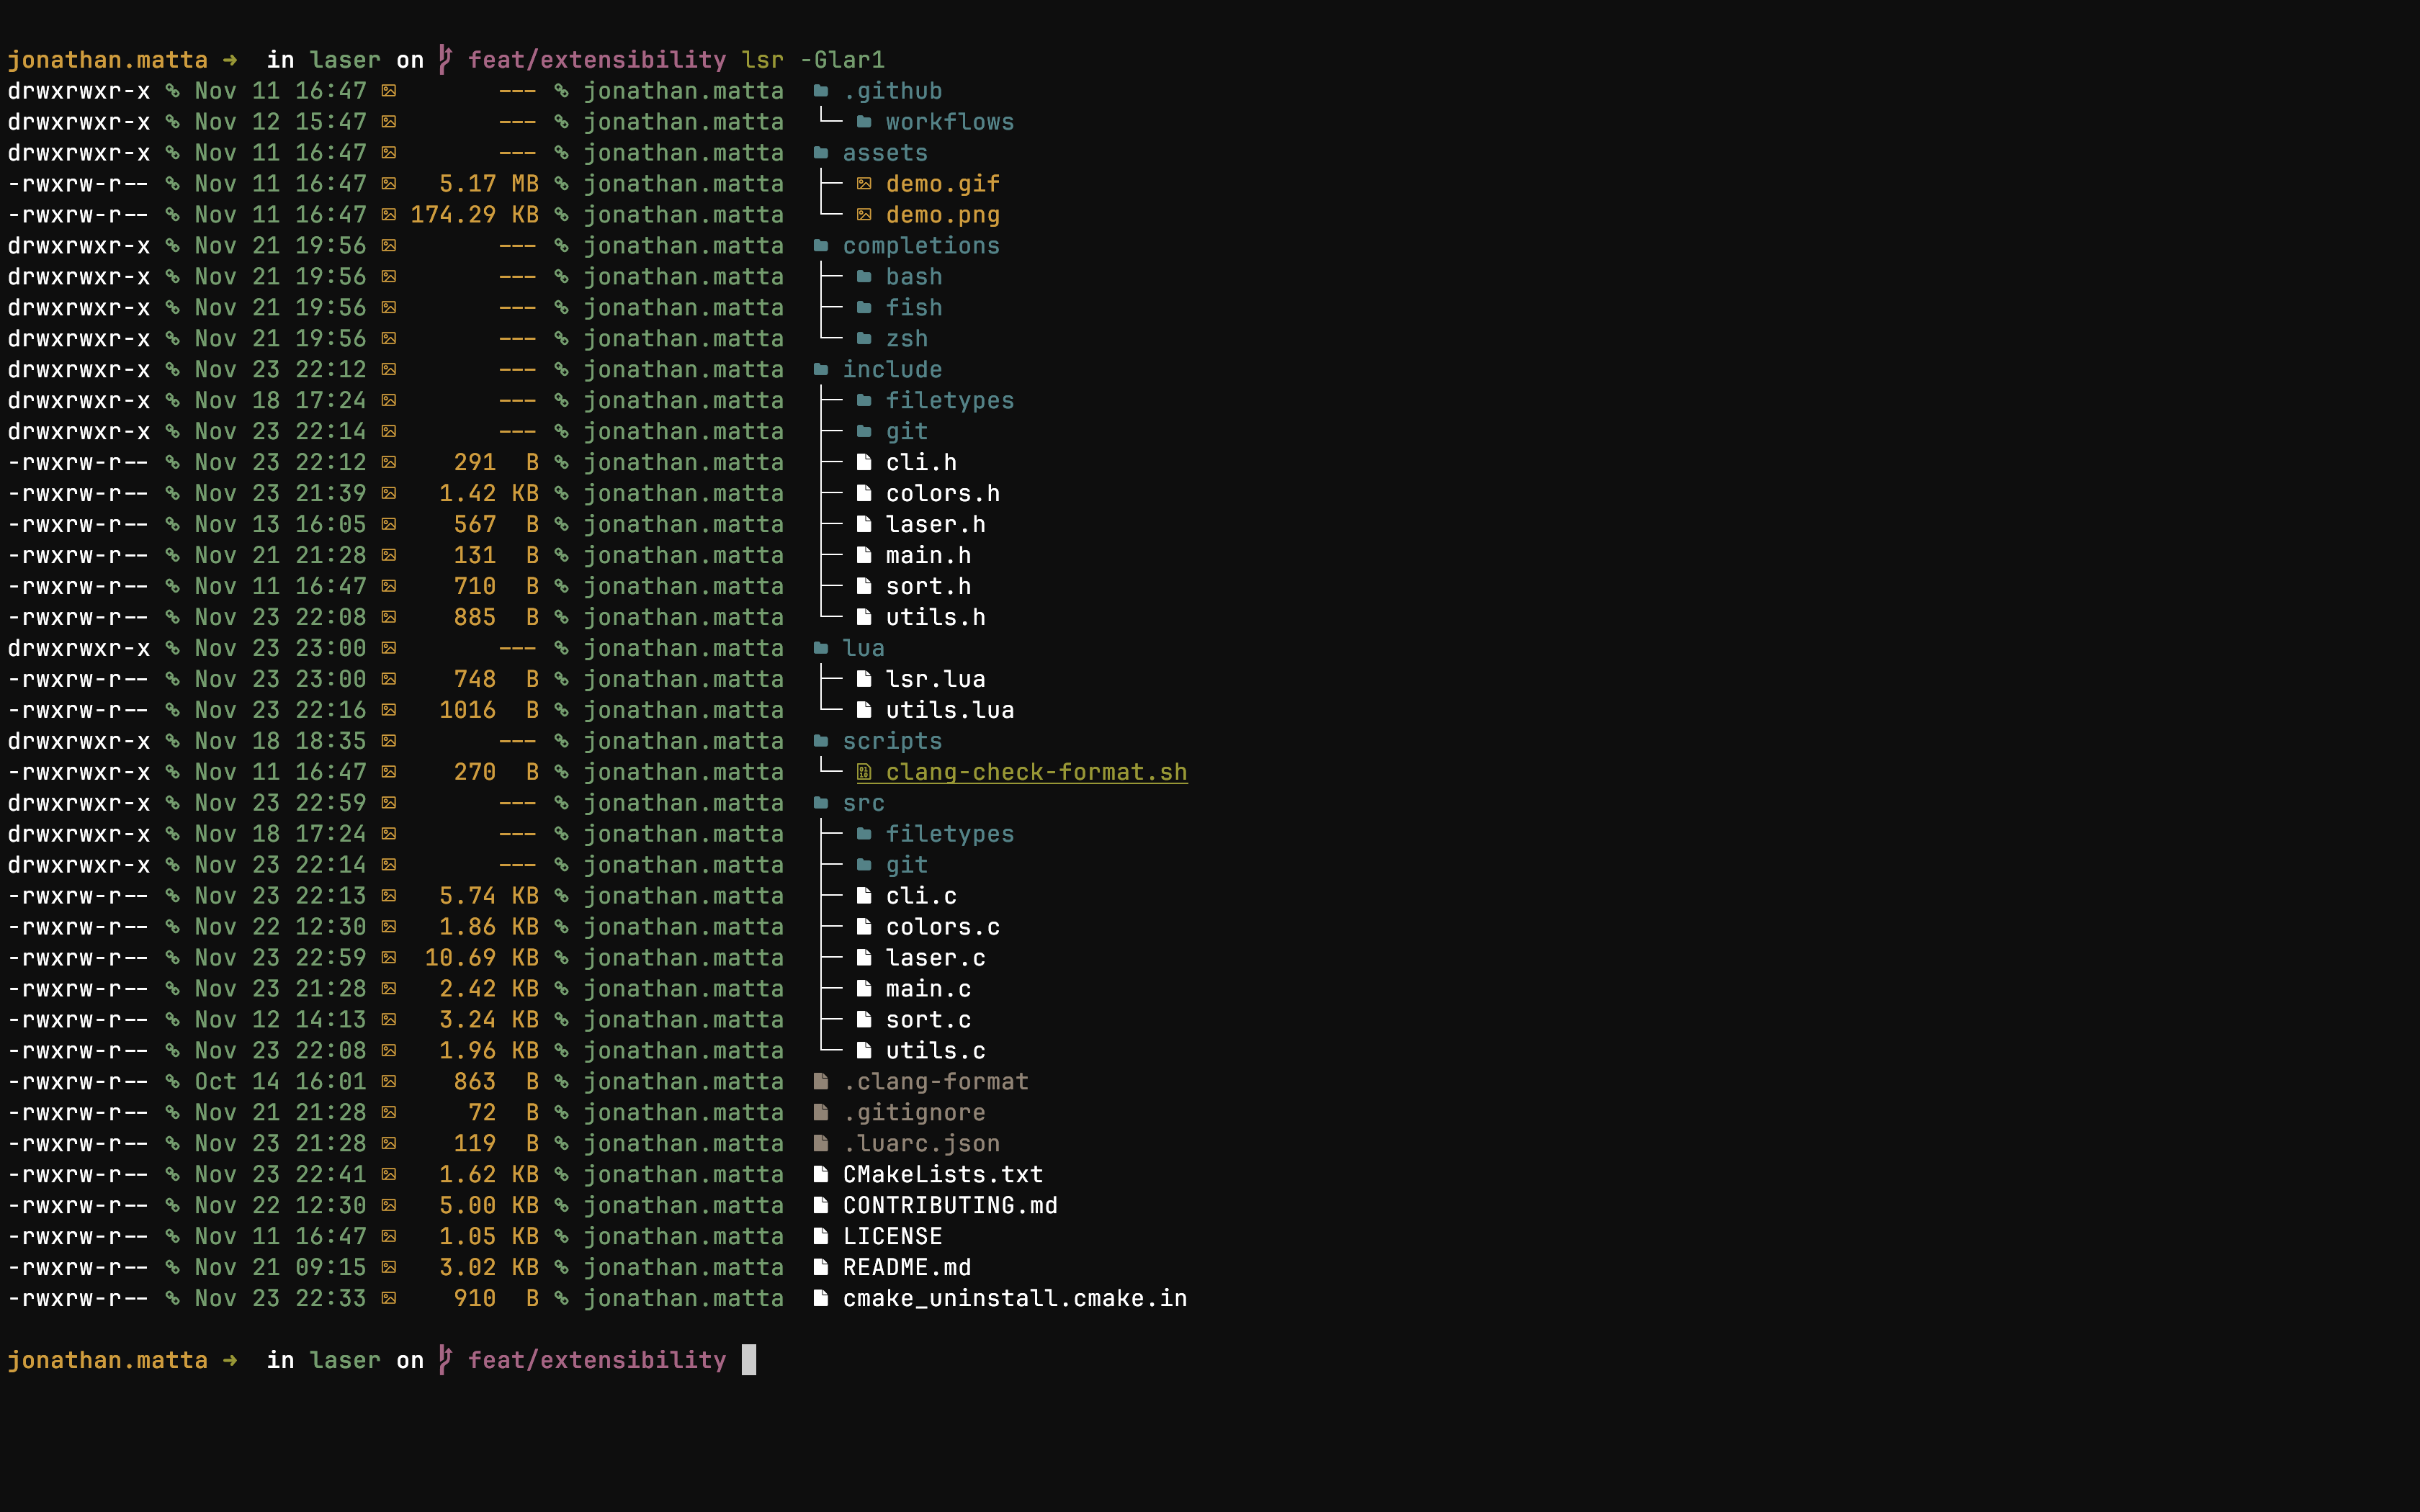 jonathan.matta ➜  in laser on feat/extensibility lsr -Glar1
drwxrwxr-x Nov 11 16:47 --- jonathan.matta .github
drwxrwxr-x Nov 12 15:47 --- jonathan.matta └─ workflows
drwxrwxr-x Nov 11 16:47 --- jonathan.matta assets
-rwxrw-r-- Nov 11 16:47 5.17 MB jonathan.matta ├─ demo.gif
-rwxrw-r-- Nov 11 16:47 174.29 KB jonathan.matta └─ demo.png
drwxrwxr-x Nov 21 19:56 --- jonathan.matta completions
drwxrwxr-x Nov 21 19:56 --- jonathan.matta ├─ bash
drwxrwxr-x Nov 21 19:56 --- jonathan.matta ├─ fish
drwxrwxr-x Nov 21 19:56 --- jonathan.matta └─ zsh
drwxrwxr-x Nov 23 22:12 --- jonathan.matta include
drwxrwxr-x Nov 18 17:24 --- jonathan.matta ├─ filetypes
drwxrwxr-x Nov 23 22:14 --- jonathan.matta ├─ git
-rwxrw-r-- Nov 23 22:12 291 B jonathan.matta ├─ cli.h
-rwxrw-r-- Nov 23 21:39 1.42 KB jonathan.matta ├─ colors.h
-rwxrw-r-- Nov 13 16:05 567 B jonathan.matta ├─ laser.h
-rwxrw-r-- Nov 21 21:28 131 B jonathan.matta ├─ main.h
-rwxrw-r-- Nov 11 16:47 710 B jonathan.matta ├─ sort.h
-rwxrw-r-- Nov 23 22:08 885 B jonathan.matta └─ utils.h
drwxrwxr-x Nov 23 23:00 --- jonathan.matta lua
-rwxrw-r-- Nov 23 23:00 748 B jonathan.matta ├─ lsr.lua
-rwxrw-r-- Nov 23 22:16 1016 B jonathan.matta └─ utils.lua
drwxrwxr-x Nov 18 18:35 --- jonathan.matta scripts
-rwxrw-r-- Nov 11 16:47 270 B jonathan.matta └─ clang-check-format.sh
drwxrwxr-x Nov 23 22:59 --- jonathan.matta src
drwxrwxr-x Nov 18 17:24 --- jonathan.matta ├─ filetypes
drwxrwxr-x Nov 23 22:14 --- jonathan.matta ├─ git
-rwxrw-r-- Nov 23 22:13 5.74 KB jonathan.matta ├─ cli.c
-rwxrw-r-- Nov 22 12:30 1.86 KB jonathan.matta ├─ colors.c
-rwxrw-r-- Nov 23 22:59 10.69 KB jonathan.matta ├─ laser.c
-rwxrw-r-- Nov 23 21:28 2.42 KB jonathan.matta ├─ main.c
-rwxrw-r-- Nov 12 14:13 3.24 KB jonathan.matta ├─ sort.c
-rwxrw-r-- Nov 23 22:08 1.96 KB jonathan.matta └─ utils.c
-rwxrw-r-- Oct 14 16:01 863 B jonathan.matta .clang-format
-rwxrw-r-- Nov 21 21:28 72 B jonathan.matta .gitignore
-rwxrw-r-- Nov 23 21:28 119 B jonathan.matta .luarc.json
-rwxrw-r-- Nov 23 22:41 1.62 KB jonathan.matta CMakeLists.txt
-rwxrw-r-- Nov 22 12:30 5.00 KB jonathan.matta CONTRIBUTING.md
-rwxrw-r-- Nov 11 16:47 1.05 KB jonathan.matta LICENSE
-rwxrw-r-- Nov 21 09:15 3.02 KB jonathan.matta README.md
-rwxrw-r-- Nov 23 22:33 910 B jonathan.matta cmake_uninstall.cmake.in
jonathan.matta ➜  in laser on feat/extensibility